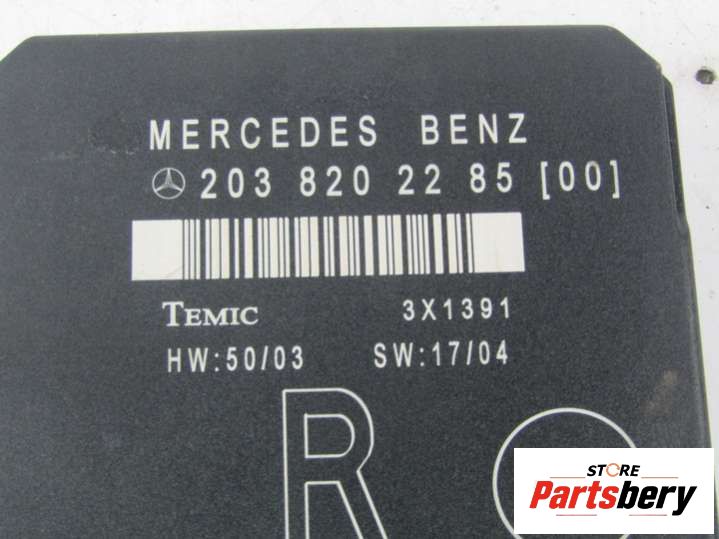 MERCEDES BENZ
203 820 22 85 [00]
TEMIC 3X1391
HW:50/03 SW:17/04
R
STORE
Partsbery